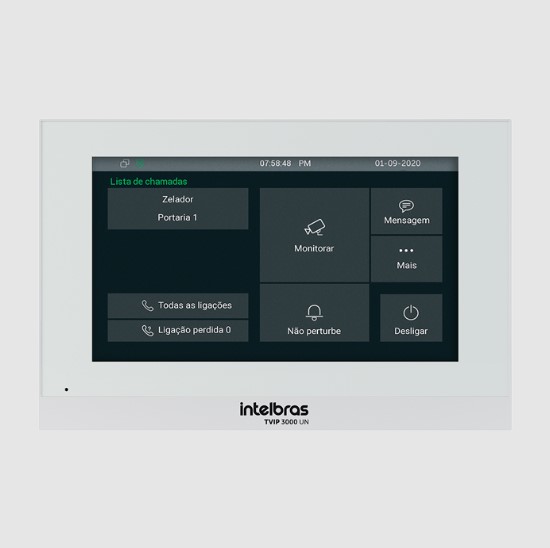 07:58:48 PM 01-09-2020
Lista de chamadas
Zelador
Portaria 1
Monitorar
Mensagem
Mais
Todas as ligações
Ligação perdida 0
Não perturbe
Desligar
intelbras
TVIP 3000 UN